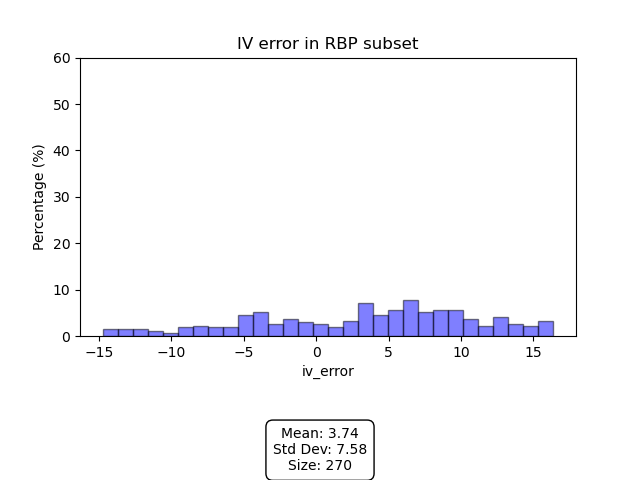 IV error in RBP subset
60
50
40
30
20
10
0
Percentage (%)
−15
−10
−5
0
5
10
15
iv_error
Mean: 3.74
Std Dev: 7.58
Size: 270